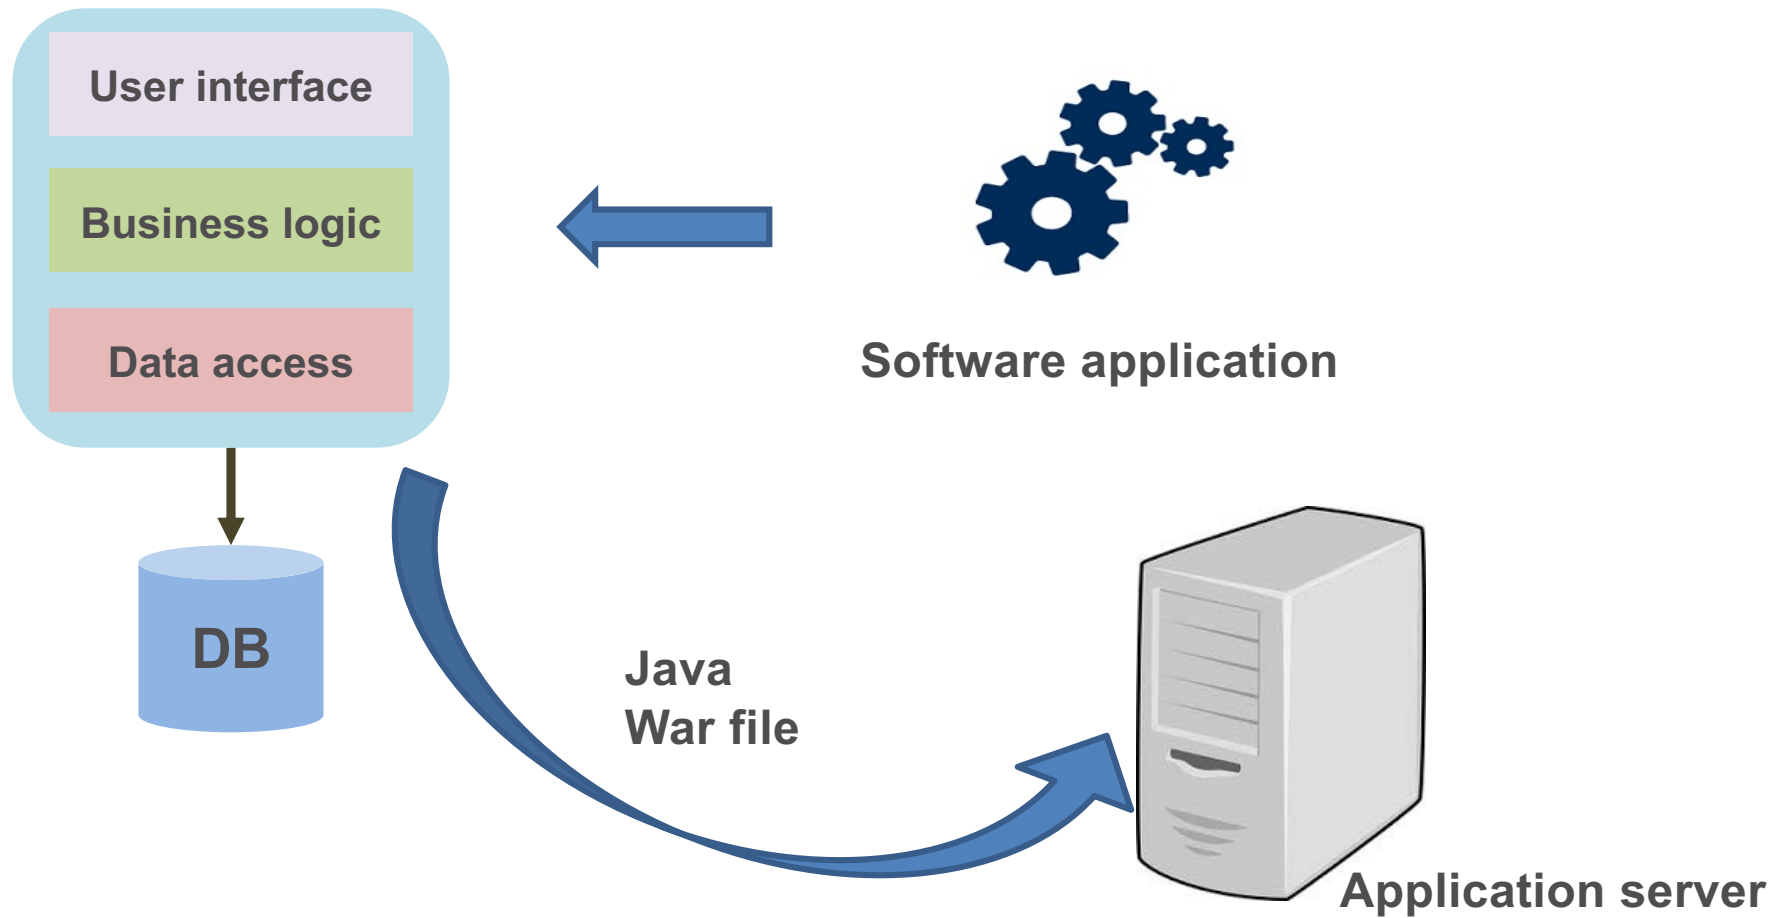 User interface
Business logic
Data access
Software application
DB
Java
War file
Application server